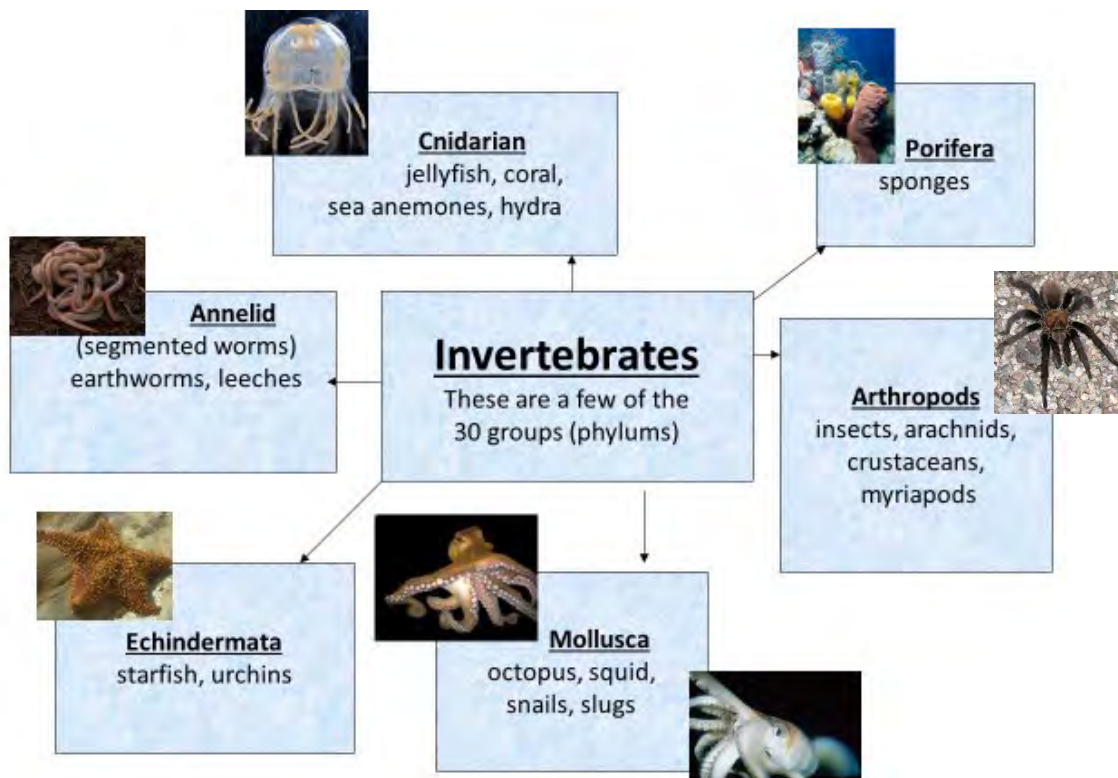 Cnidarian
jellyfish, coral,
sea anemones, hydra
Porifera
sponges
Annelid
(segmented worms)
earthworms, leeches
Invertebrates
These are a few of the
30 groups (phylums)
Arthropods
insects, arachnids,
crustaceans,
myriapods
Echindermata
starfish, urchins
Mollusca
octopus, squid,
snails, slugs